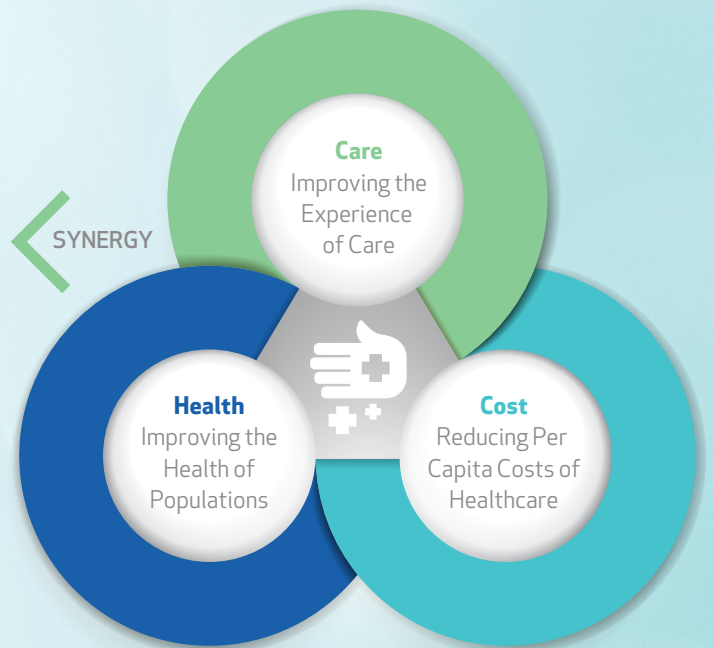 Care
Improving the
Experience
of Care
SYNERGY
Health
Improving the
Health of
Populations
Cost
Reducing Per
Capita Costs of
Healthcare